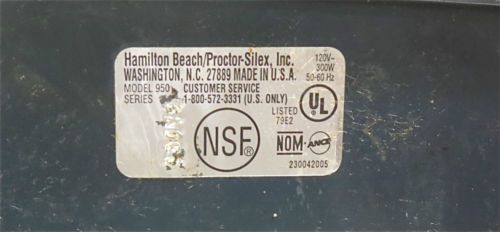 Hamilton Beach/Proctor-Silex, Inc.
WASHINGTON, N.C. 27889 MADE IN U.S.A.
MODEL 950 CUSTOMER SERVICE
SERIES 1-800-572-3331 (U.S. ONLY)
120V~
300W
50-60 Hz
UL
LISTED
79E2
NSF®
NOM-ANCE
230042005